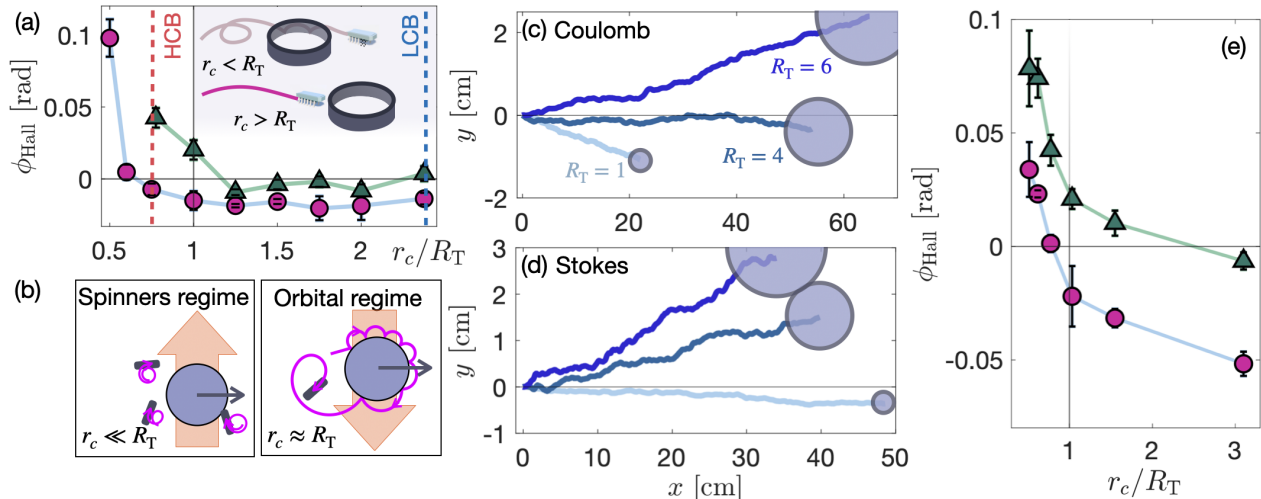 (a)
0.1
0.05
0
ϕ_Hall [rad]
HCB
LCB
r_c < R_T
r_c > R_T
0.5
1
1.5
2
r_c/R_T
(b)
Spinners regime
r_c ≪ R_T
Orbital regime
r_c ≈ R_T
(c) Coulomb
2
0
-2
y [cm]
R_T = 6
R_T = 4
R_T = 1
0
20
40
60
80
(d) Stokes
3
2
1
0
-1
y [cm]
0
10
20
30
40
50
x [cm]
(e)
0.1
0.05
0
-0.05
ϕ_Hall [rad]
1
2
3
r_c/R_T